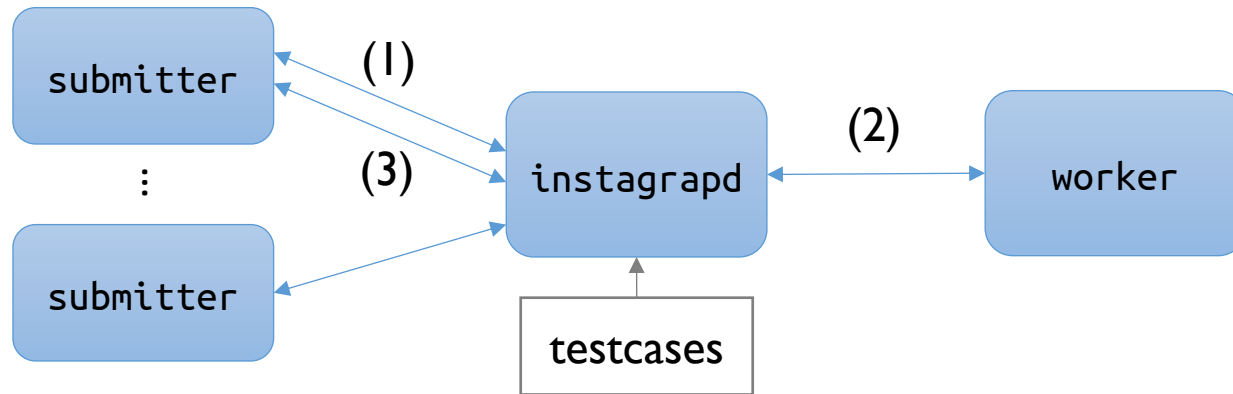 submitter
(1)
(2)
(3)
instagrapd
worker
...
submitter
testcases